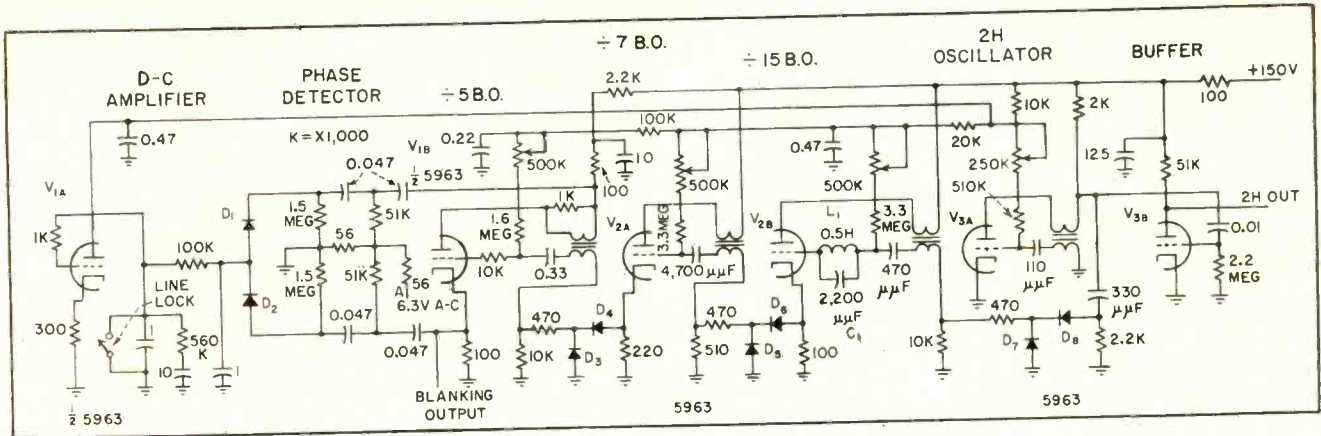 ÷ 7 B.O.
2H
OSCILLATOR
BUFFER
÷ 15 B.O.
D-C
AMPLIFIER
PHASE
DETECTOR
÷ 5 B.O.
2.2K
+150V
100
10K
2K
K = X1,000
0.47
0.22
100K
0.47
20K
125
51K
V1A
0.047
V1B
½ 5963
500K
10
100
500K
500K
250K
510K
2H OUT
D1
1.5
MEG
51K
1K
1.6
MEG
V2A
3.3MEG
V2B
L1
0.5H
3.3
MEG
V3A
V3B
0.01
1K
100K
56
10K
0.33
4,700 µµF
470
µµF
110
µµF
2.2
MEG
LINE
LOCK
D2
1.5
MEG
51K
56
A1
6.3V A-C
2,200
µµF
C1
330
µµF
300
1
560
K
10
1
0.047
0.047
100
470
D4
10K
D3
220
470
D6
510
D5
100
10K
470
D7
D8
2.2K
BLANKING
OUTPUT
½ 5963
5963
5963